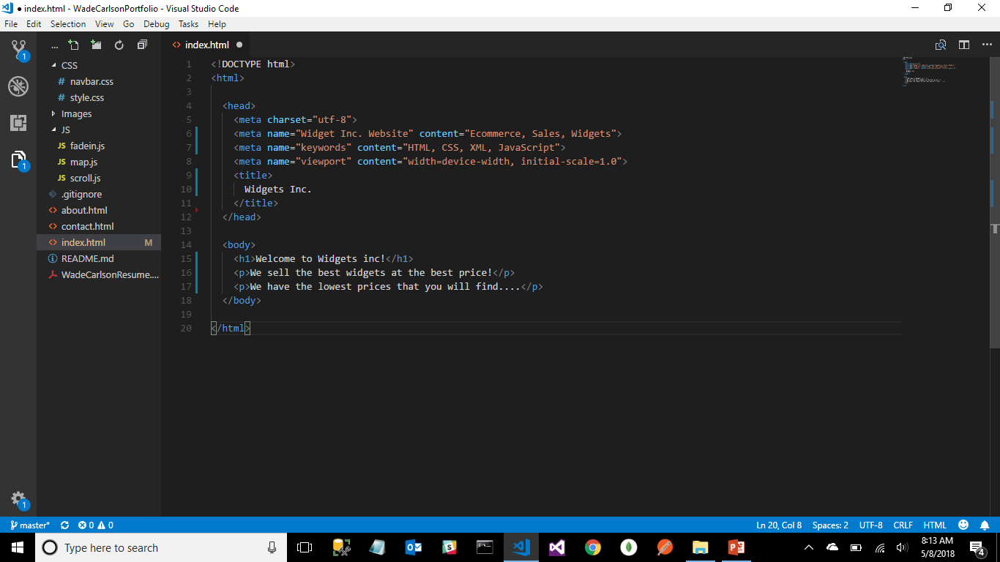 index.html - WadeCarlsonPortfolio - Visual Studio Code
File Edit Selection View Go Debug Tasks Help
... index.html
CSS
# navbar.css
# style.css
Images
JS
JS fadein.js
JS map.js
JS scroll.js
.gitignore
<> about.html
<> contact.html
<> index.html M
README.md
WadeCarlsonResume....
1
1
1
1 <!DOCTYPE html>
2 <html>
3
4 <head>
5 <meta charset="utf-8">
6 <meta name="Widget Inc. Website" content="Ecommerce, Sales, Widgets">
7 <meta name="keywords" content="HTML, CSS, XML, JavaScript">
8 <meta name="viewport" content="width=device-width, initial-scale=1.0">
9 <title>
10 Widgets Inc.
11 </title>
12 </head>
13
14 <body>
15 <h1>Welcome to Widgets inc!</h1>
16 <p>We sell the best widgets at the best price!</p>
17 <p>We have the lowest prices that you will find....</p>
18 </body>
19
20 </html>
master* 0 0 Ln 20, Col 8 Spaces: 2 UTF-8 CRLF HTML
Type here to search
8:13 AM
5/8/2018
4